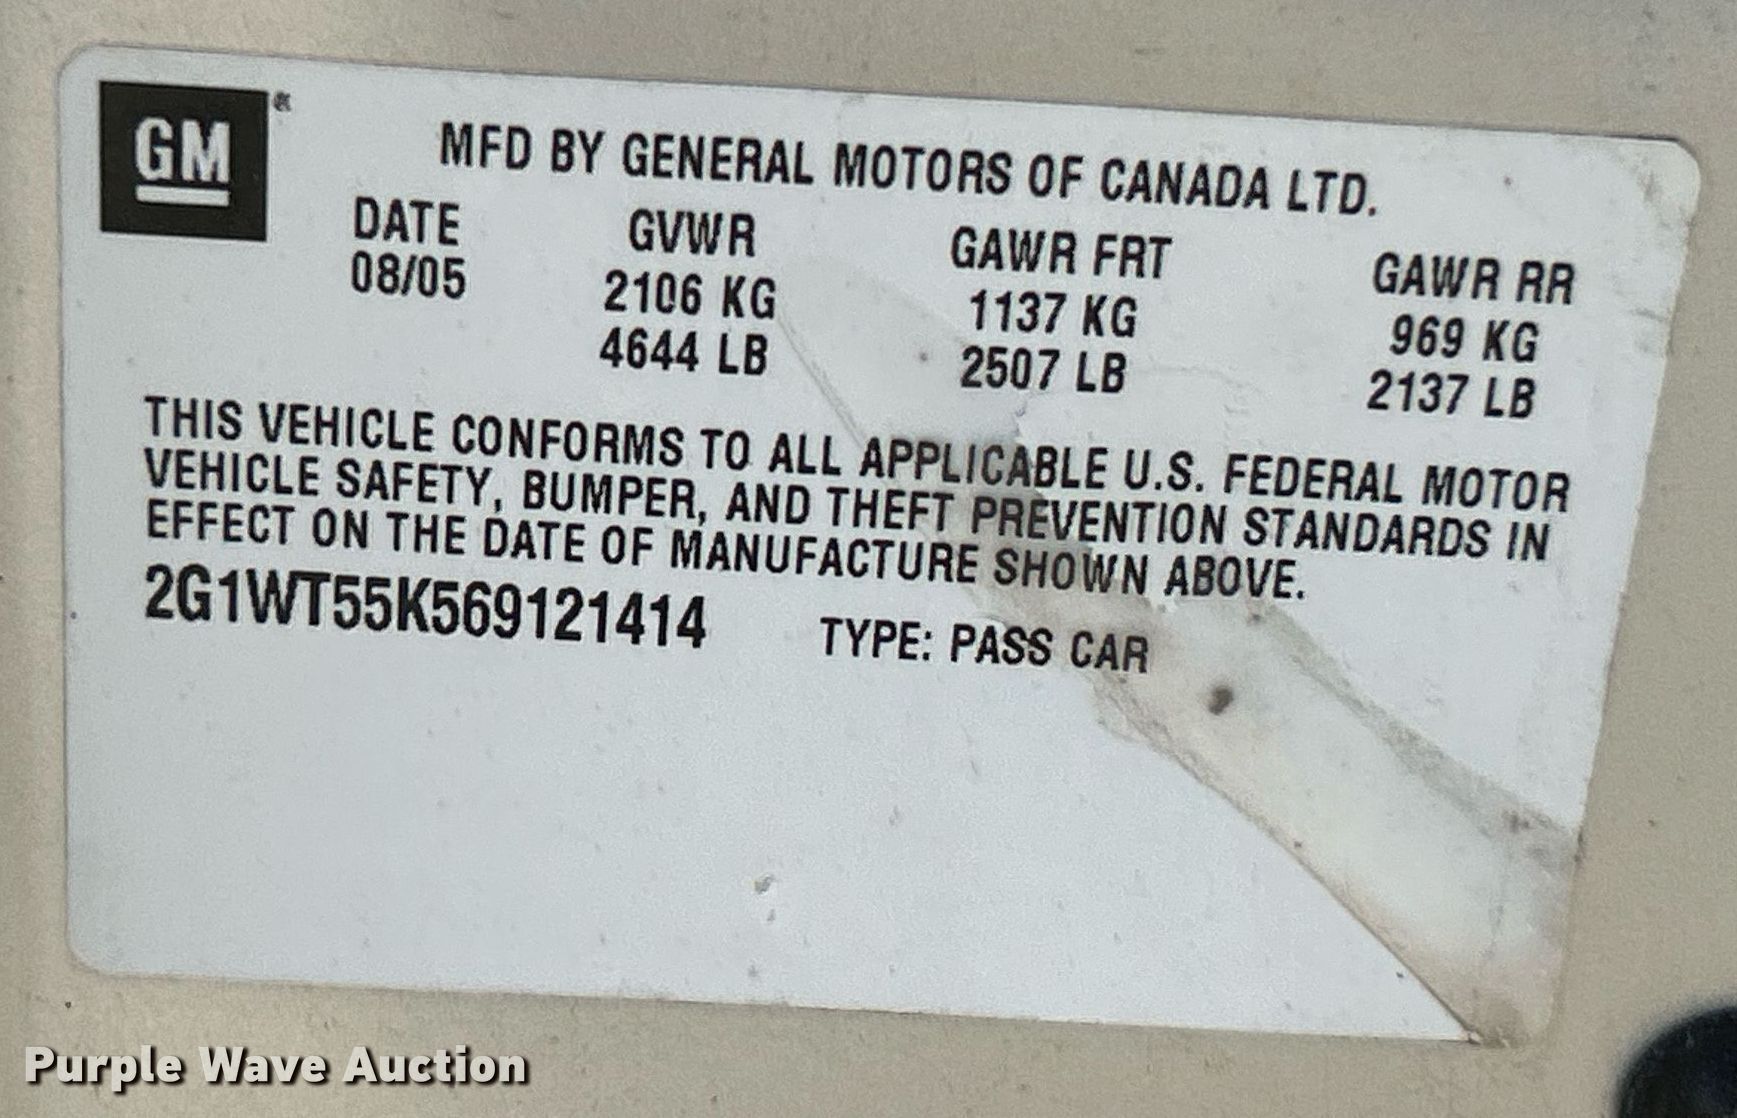 GM®
MFD BY GENERAL MOTORS OF CANADA LTD.
DATE GVWR GAWR FRT GAWR RR
08/05 2106 KG 1137 KG 969 KG
4644 LB 2507 LB 2137 LB
THIS VEHICLE CONFORMS TO ALL APPLICABLE U.S. FEDERAL MOTOR
VEHICLE SAFETY, BUMPER, AND THEFT PREVENTION STANDARDS IN
EFFECT ON THE DATE OF MANUFACTURE SHOWN ABOVE.
2G1WT55K569121414 TYPE: PASS CAR
Purple Wave Auction